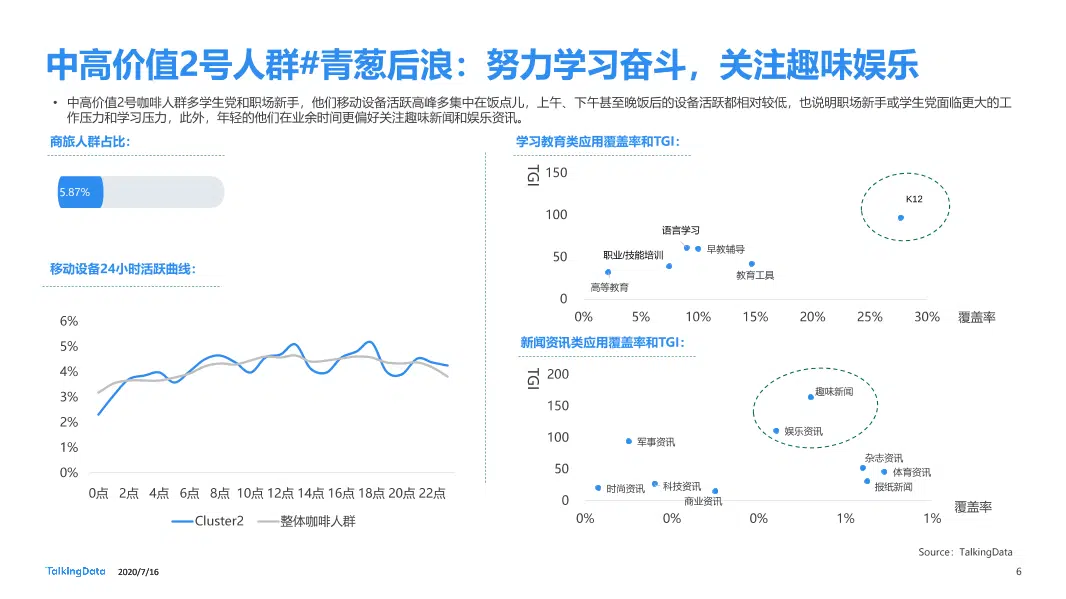 中高价值2号人群#青葱后浪：努力学习奋斗，关注趣味娱乐
• 中高价值2号咖啡人群多学生党和职场新手，他们移动设备活跃高峰多集中在饭点儿，上午、下午甚至晚饭后的设备活跃都相对较低，也说明职场新手或学生党面临更大的工
作压力和学习压力，此外，年轻的他们在业余时间更偏好关注趣味新闻和娱乐资讯。
商旅人群占比：
5.87%
移动设备24小时活跃曲线：
6%
5%
4%
3%
2%
1%
0%
0点 2点 4点 6点 8点 10点 12点 14点 16点 18点 20点 22点
Cluster2 整体咖啡人群
学习教育类应用覆盖率和TGI：
TGI
150
100
50
0
K12
语言学习
早教辅导
职业/技能培训
教育工具
高等教育
0% 5% 10% 15% 20% 25% 30% 覆盖率
新闻资讯类应用覆盖率和TGI：
TGI
200
150
100
50
0
趣味新闻
娱乐资讯
军事资讯
杂志资讯
体育资讯
报纸新闻
时尚资讯
科技资讯
商业资讯
0% 0% 0% 1% 1% 覆盖率
Source：TalkingData
TalkingData 2020/7/16 6